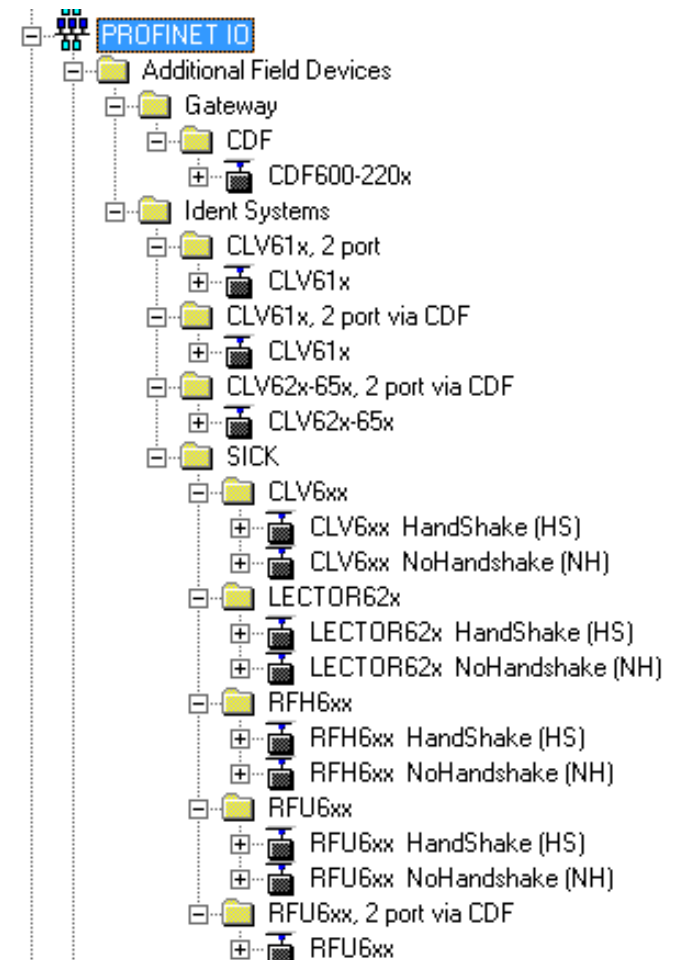 PROFINET IO
Additional Field Devices
Gateway
CDF
CDF600-220x
Ident Systems
CLV61x, 2 port
CLV61x
CLV61x, 2 port via CDF
CLV61x
CLV62x-65x, 2 port via CDF
CLV62x-65x
SICK
CLV6xx
CLV6xx HandShake (HS)
CLV6xx NoHandshake (NH)
LECTOR62x
LECTOR62x HandShake (HS)
LECTOR62x NoHandshake (NH)
RFH6xx
RFH6xx HandShake (HS)
RFH6xx NoHandshake (NH)
RFU6xx
RFU6xx HandShake (HS)
RFU6xx NoHandshake (NH)
RFU6xx, 2 port via CDF
RFU6xx